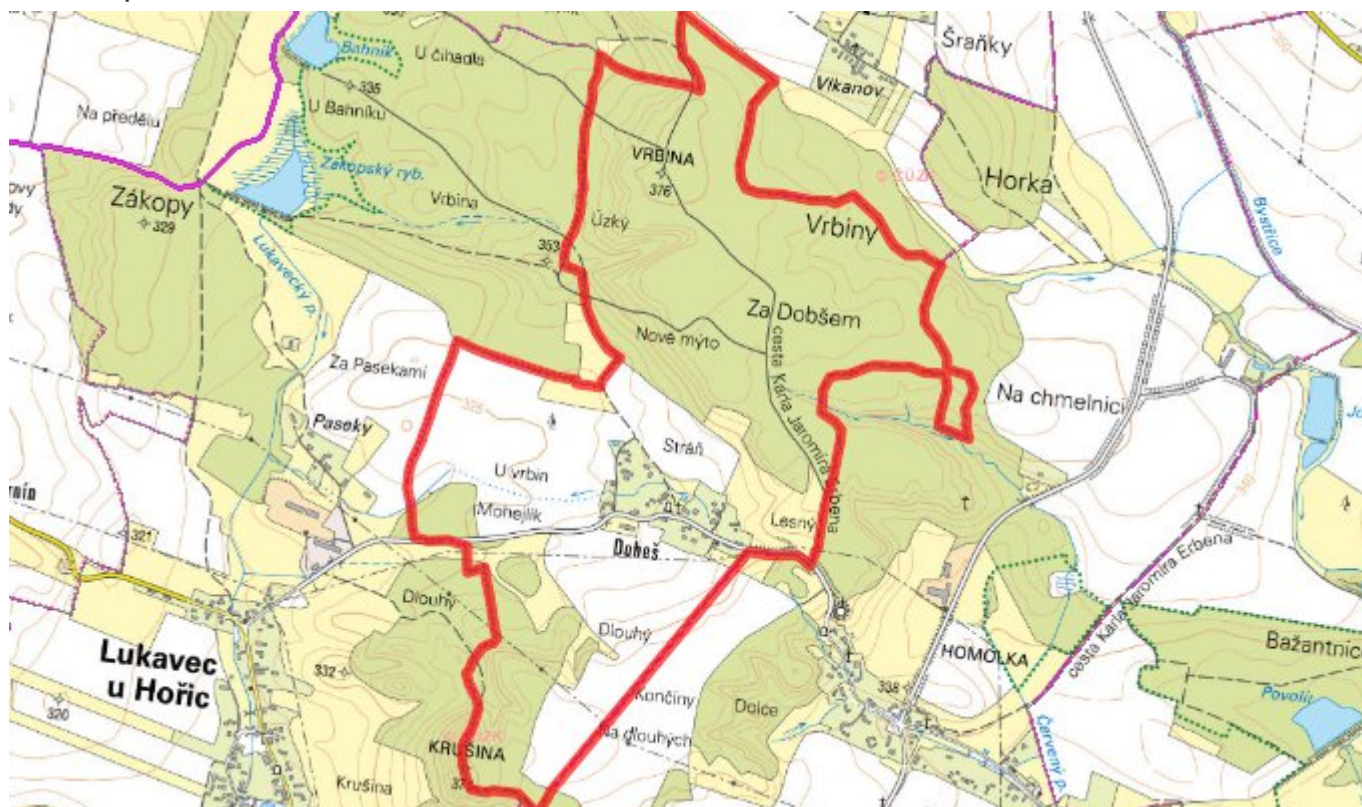 Bahník
U čihadla
335
U Bahníku
Na předělu
Zákopský ryb.
Vrbina
VRBINA
376
Úzký
353
Zákopy
329
Lukavecký p.
Šraňky
Vikanov
Horka
Vrbiny
Bystřice
Za Dobšem
Nové mýto
cesta Karla Jaromíra Erbena
Na chmelnici
Za Pasekami
325
Paseky
Stráň
U vrbin
Mohejlík
Lesný
Dobeš
321
Dlouhý
Dlouhý
332
Lukavec
u Hořic
320
Končiny
Na dlouhých
Dolce
KRUŠINA
Krušina
HOMOLKA
338
340
cesta Karla Jaromíra Erbena
Bažantnice
Povolil
Červený p.